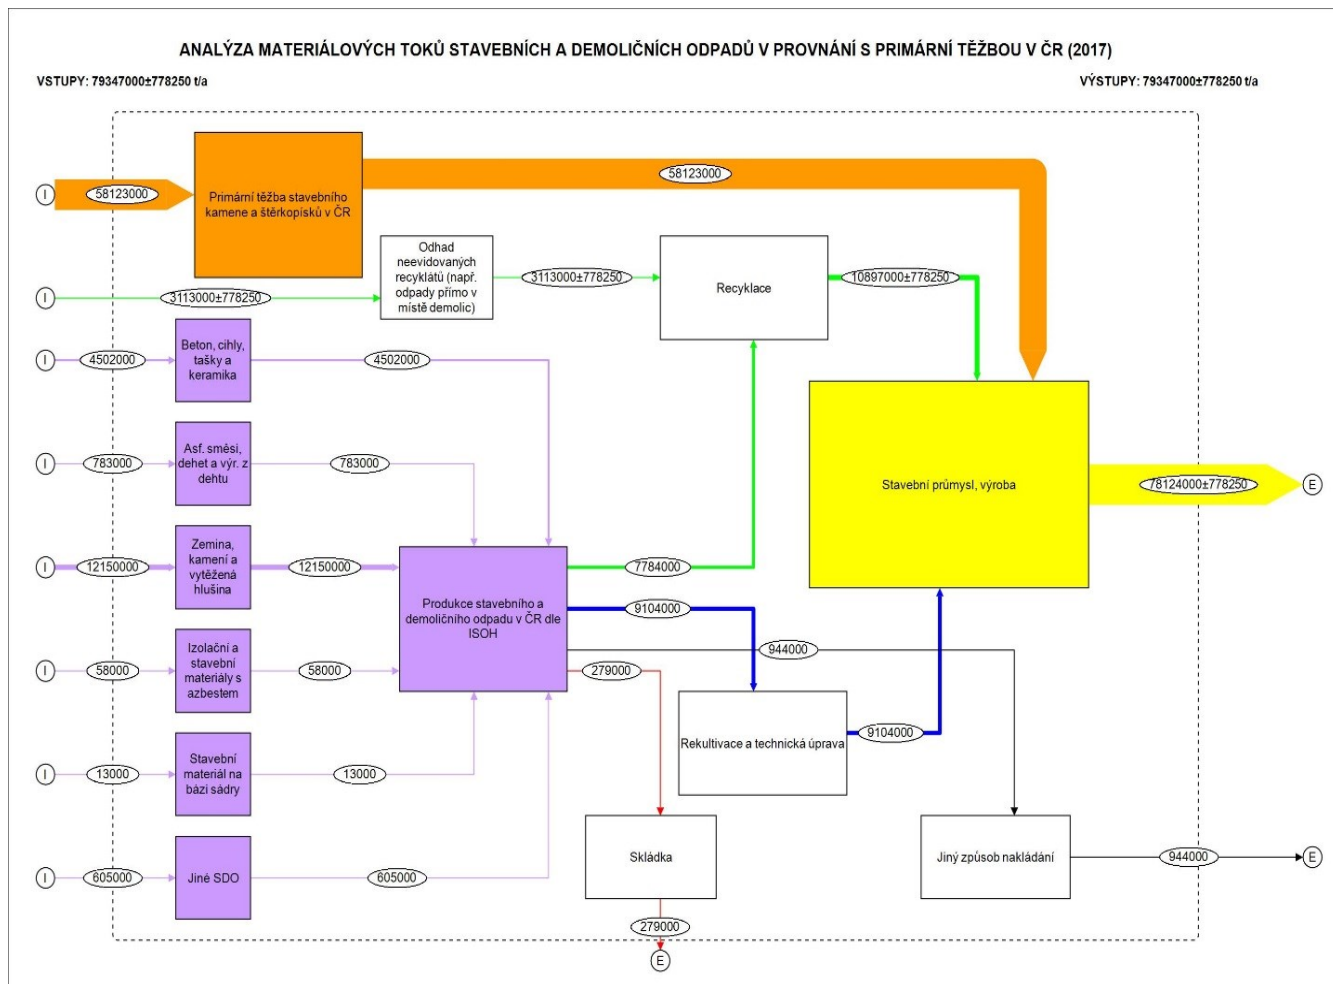 ANALÝZA MATERIÁLOVÝCH TOKŮ STAVEBNÍCH A DEMOLIČNÍCH ODPADŮ V PROVNÁNÍ S PRIMÁRNÍ TĚŽBOU V ČR (2017)
VSTUPY: 79347000±778250 t/a
VÝSTUPY: 79347000±778250 t/a
I
58123000
Primární těžba stavebního
kamene a štěrkopísků v ČR
58123000
I
3113000±778250
Odhad
neevidovaných
recyklátů (např.
odpady přímo v
místě demolic)
3113000±778250
Recyklace
10897000±778250
I
4502000
Beton, cihly,
tašky a
keramika
4502000
I
783000
Asf. směsi,
dehet a výr. z
dehtu
783000
Stavební průmysl, výroba
78124000±778250
E
I
12150000
Zemina,
kamení a
vytěžená
hlušina
12150000
Produkce stavebního a
demoličního odpadu v ČR dle
ISOH
7784000
9104000
944000
279000
I
58000
Izolační a
stavební
materiály s
azbestem
58000
Rekultivace a technická úprava
9104000
I
13000
Stavební
materiál na
bázi sádry
13000
I
605000
Jiné SDO
605000
Skládka
279000
E
Jiný způsob nakládání
944000
E